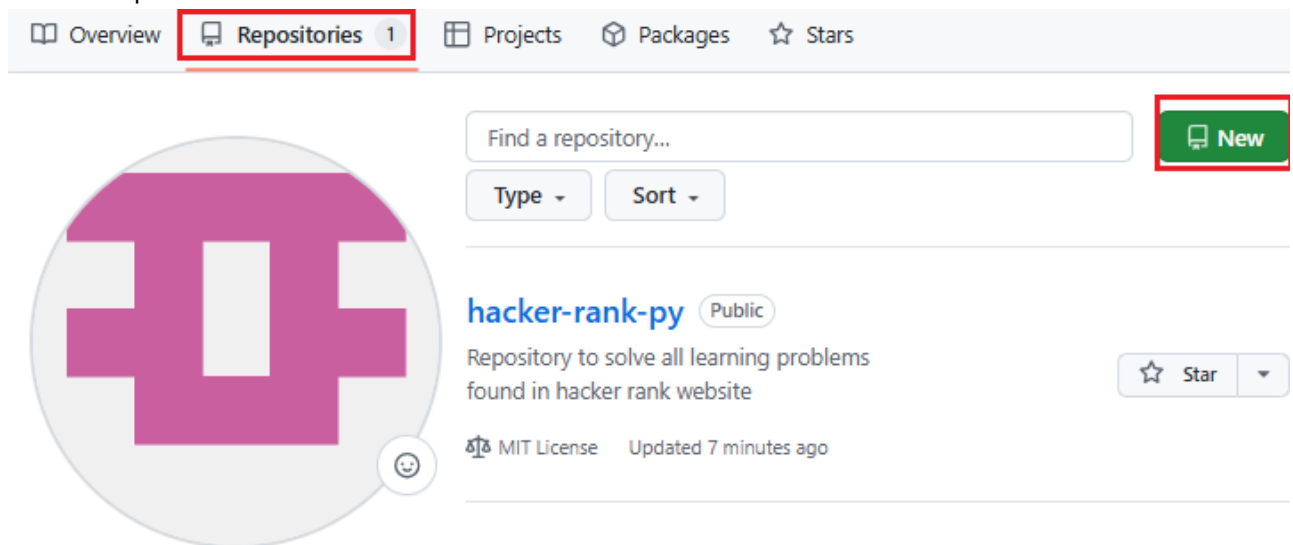 Overview Repositories 1 Projects Packages Stars
Find a repository... New
Type Sort
hacker-rank-py Public
Repository to solve all learning problems
found in hacker rank website
Star
MIT License Updated 7 minutes ago